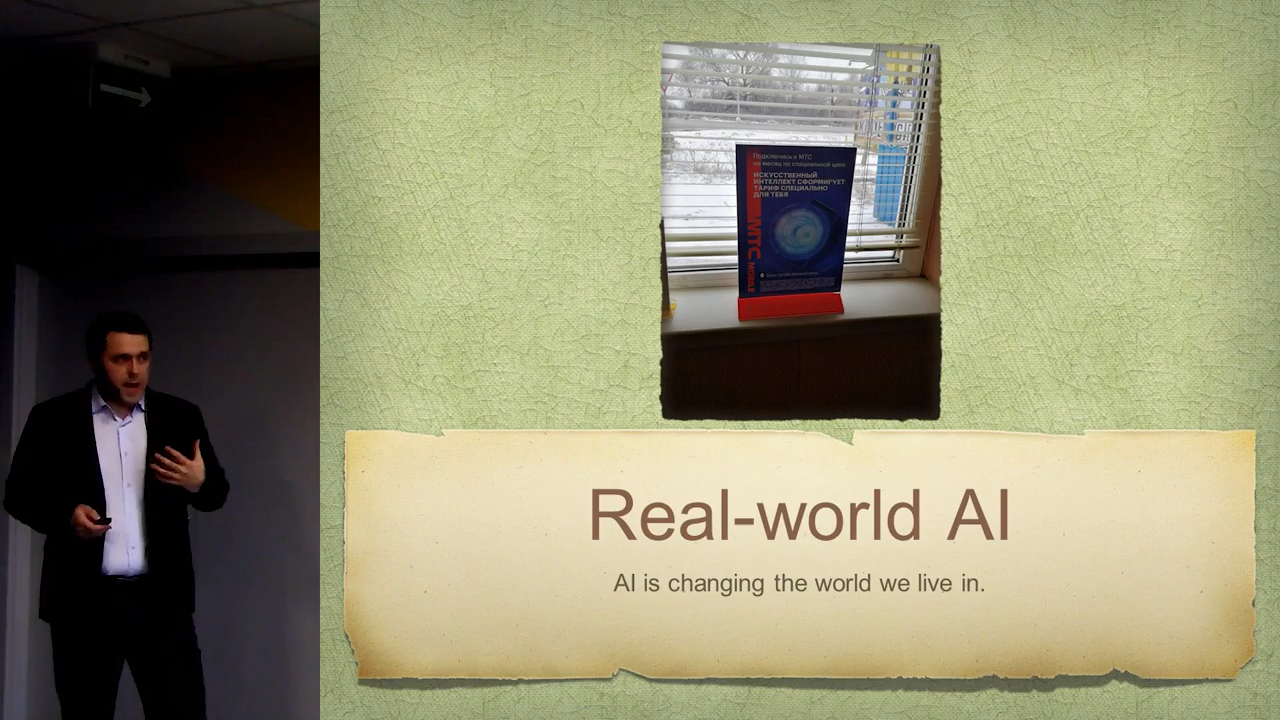 Подключись к МТС
на месяц по специальной цене
ИСКУССТВЕННЫЙ
ИНТЕЛЛЕКТ СФОРМИРУЕТ
ТАРИФ СПЕЦИАЛЬНО
ДЛЯ ТЕБЯ
МТС MOBILE
Real-world AI
AI is changing the world we live in.